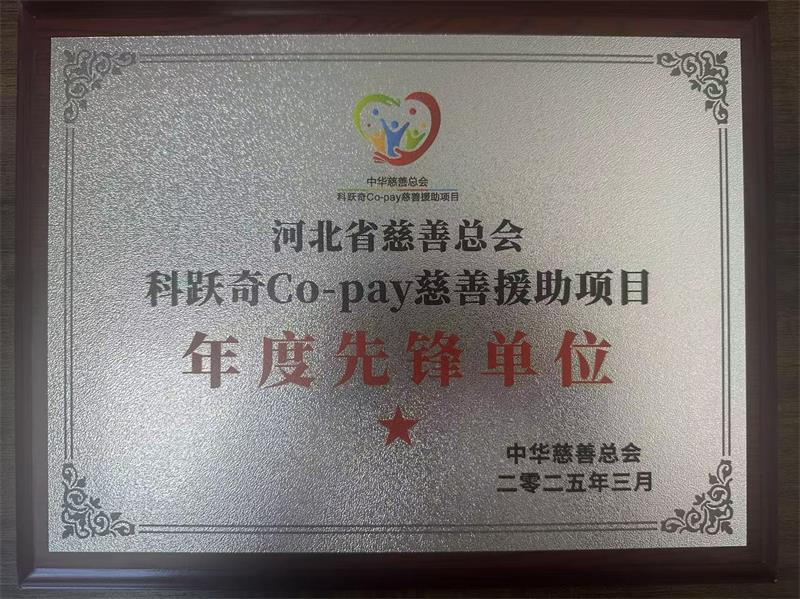 中华慈善总会
科跃奇Co-pay慈善援助项目
河北省慈善总会
科跃奇Co-pay慈善援助项目
年度先锋单位
中华慈善总会
二零二五年三月